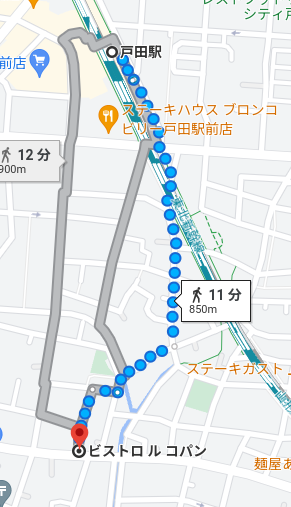 レストラン
シティ戸
戸田駅
前店
ステーキハウス ブロンコ
ビリー戸田駅前店
12 分
900m
11 分
850m
ステーキガスト
ビストロ ル コパン
麺屋あ